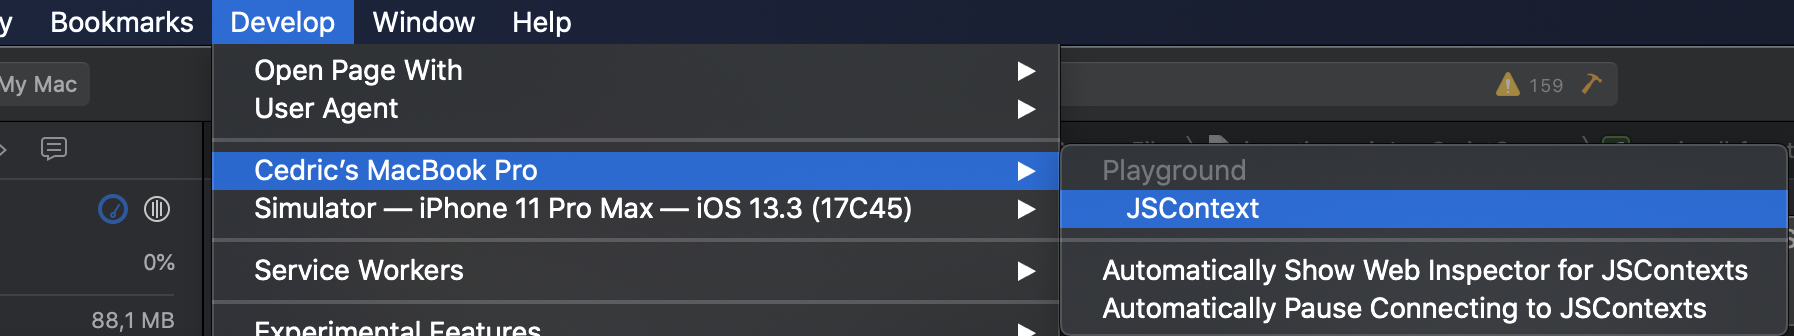 Bookmarks Develop Window Help
My Mac
Open Page With
159
User Agent
Cedric's MacBook Pro
Playground
Simulator — iPhone 11 Pro Max — iOS 13.3 (17C45)
JSContext
0%
Service Workers
Automatically Show Web Inspector for JSContexts
88,1 MB
Experimental Features
Automatically Pause Connecting to JSContexts